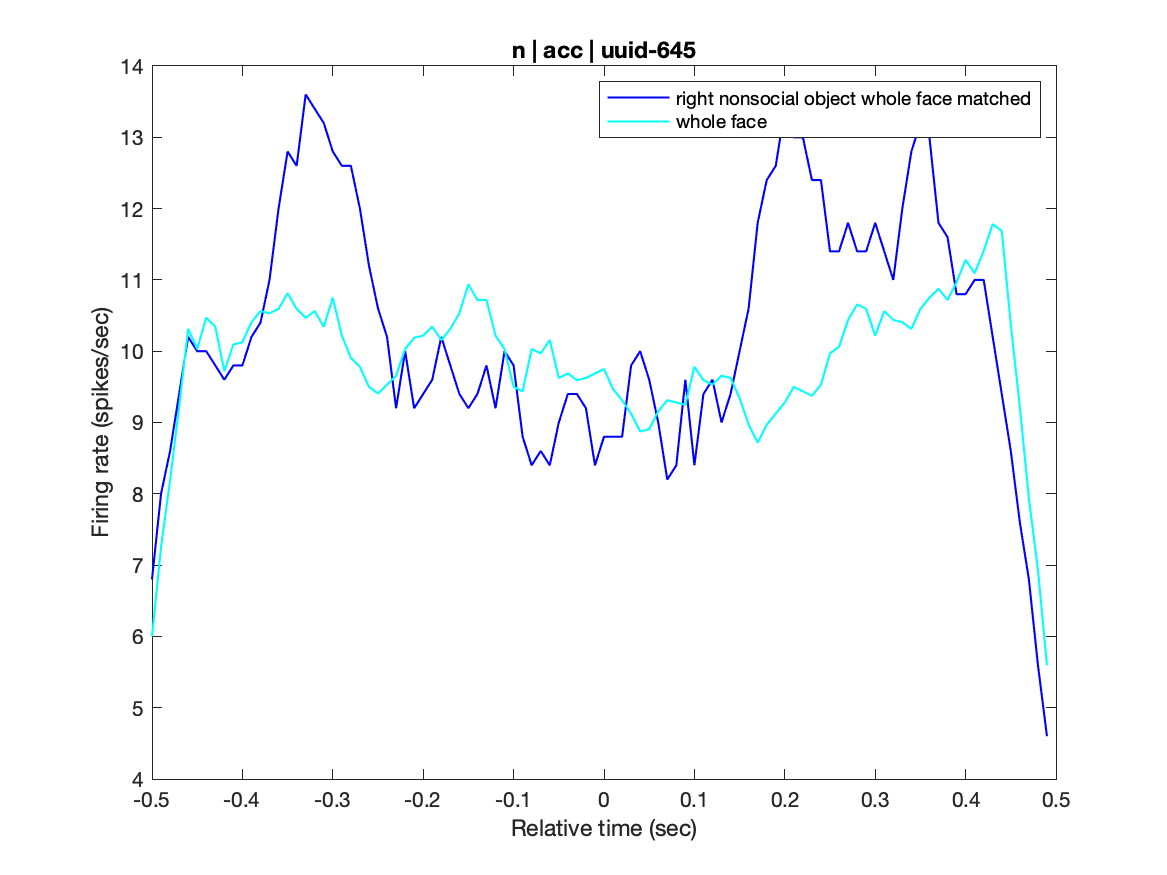 n | acc | uuid-645
right nonsocial object whole face matched
whole face
Firing rate (spikes/sec)
14
13
12
11
10
9
8
7
6
5
4
-0.5 -0.4 -0.3 -0.2 -0.1 0 0.1 0.2 0.3 0.4 0.5
Relative time (sec)